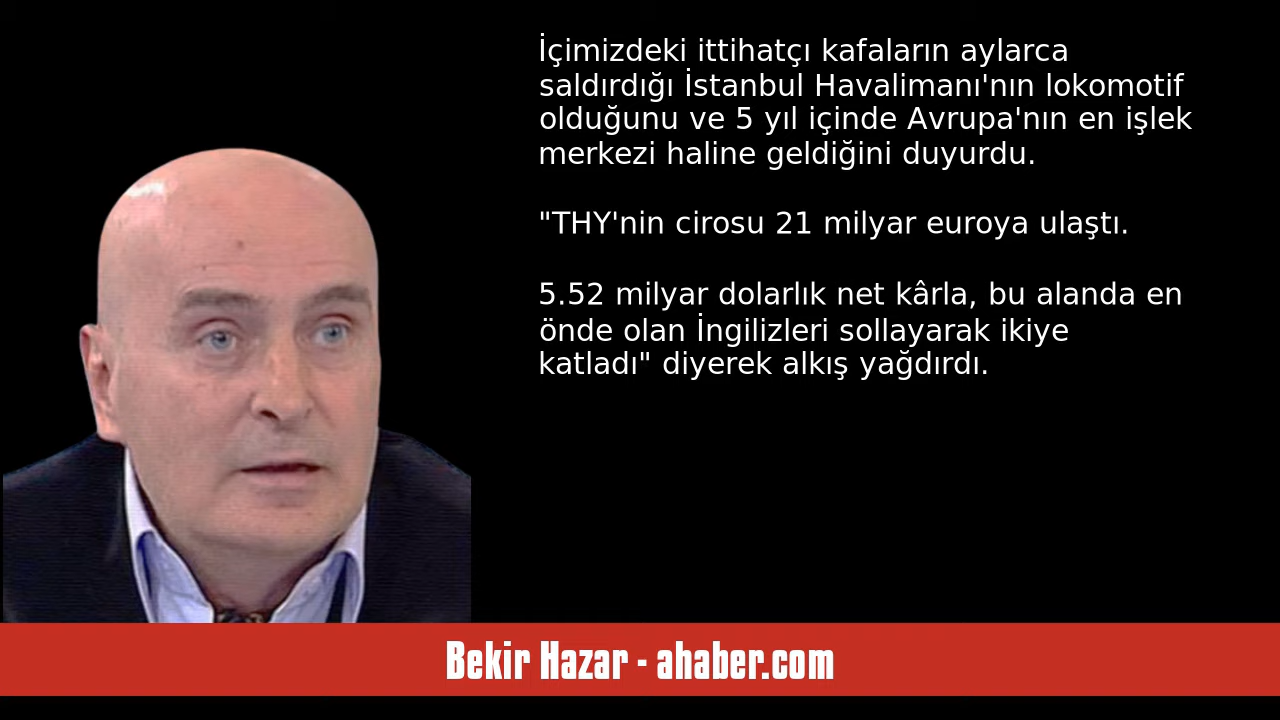 İçimizdeki ittihatçı kafaların aylarca
saldırdığı İstanbul Havalimanı'nın lokomotif
olduğunu ve 5 yıl içinde Avrupa'nın en işlek
merkezi haline geldiğini duyurdu.
"THY'nin cirosu 21 milyar euroya ulaştı.
5.52 milyar dolarlık net kârla, bu alanda en
önde olan İngilizleri sollayarak ikiye
katladı" diyerek alkış yağdırdı.
Bekir Hazar - ahaber.com